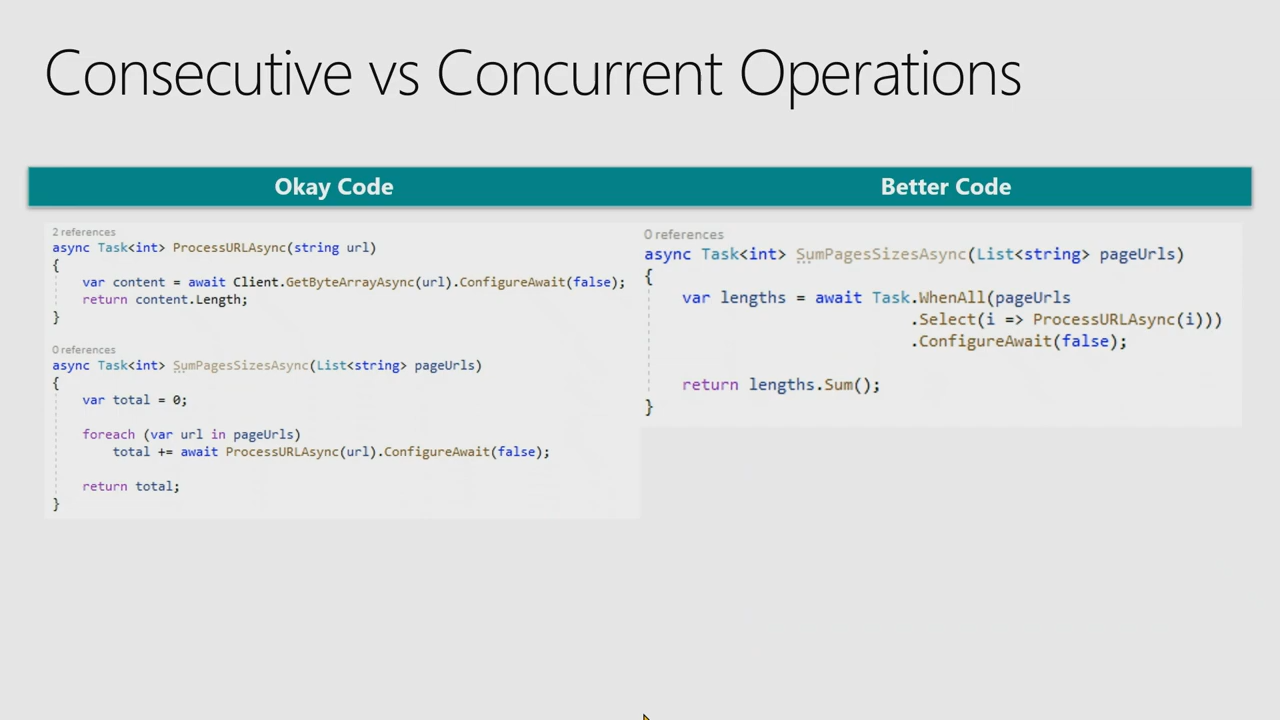 Consecutive vs Concurrent Operations
Okay Code
Better Code
2 references
async Task<int> ProcessURLAsync(string url)
{
var content = await Client.GetByteArrayAsync(url).ConfigureAwait(false);
return content.Length;
}
0 references
async Task<int> SumPagesSizesAsync(List<string> pageUrls)
{
var total = 0;
foreach (var url in pageUrls)
total += await ProcessURLAsync(url).ConfigureAwait(false);
return total;
}
0 references
async Task<int> SumPagesSizesAsync(List<string> pageUrls)
{
var lengths = await Task.WhenAll(pageUrls
.Select(i => ProcessURLAsync(i)))
.ConfigureAwait(false);
return lengths.Sum();
}